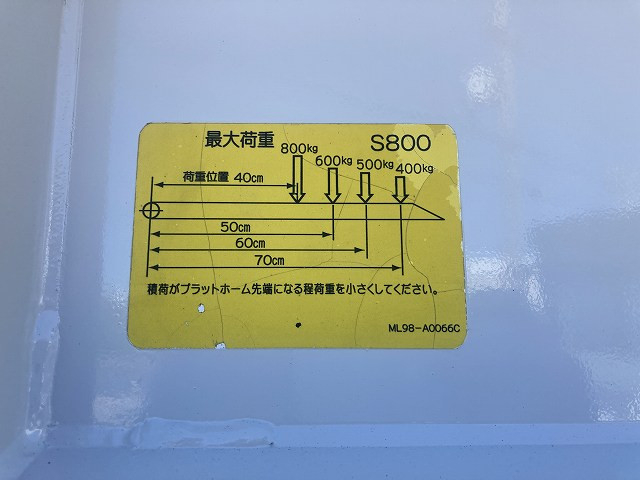 最大荷重 S800
800kg 600kg 500kg 400kg
荷重位置 40cm
50cm
60cm
70cm
積荷がプラットホーム先端になる程荷重を小さくしてください。
ML98-A0066C